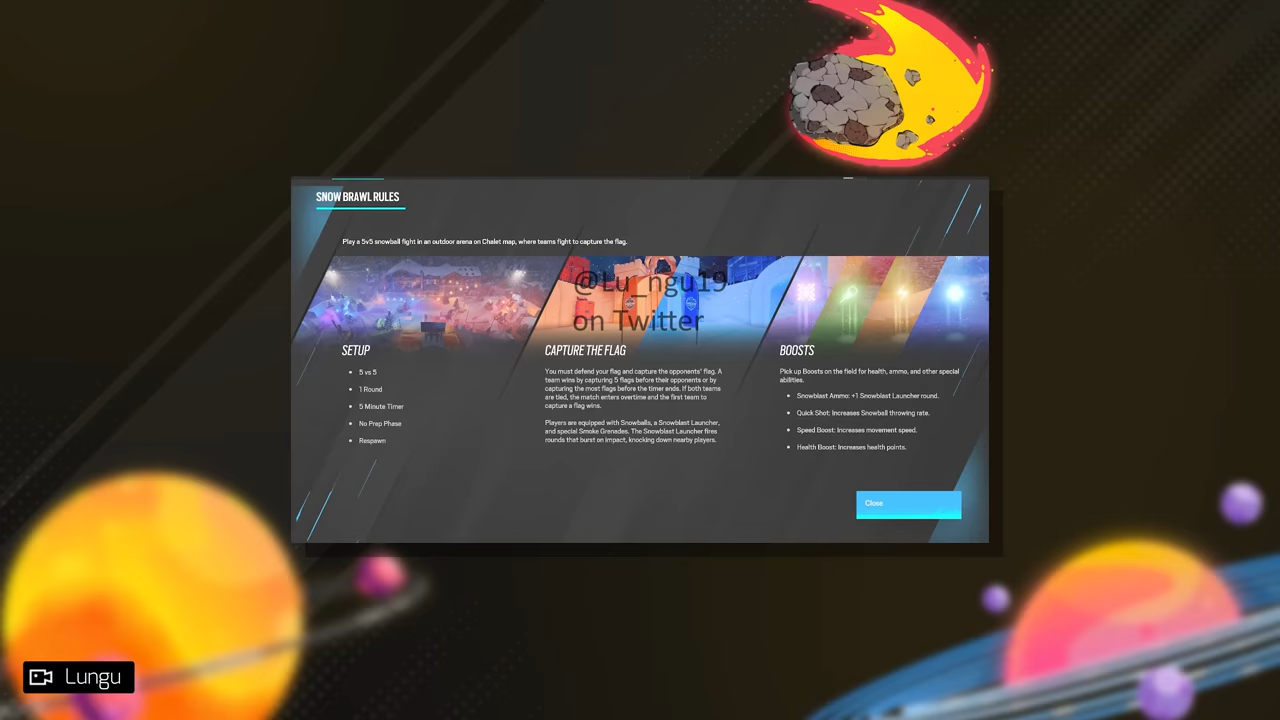 SNOW BRAWL RULES
Play a 5v5 snowball fight in an outdoor arena on Chalet map, where teams fight to capture the flag.
@Lu_ngu19
on Twitter
SETUP
• 5 vs 5
• 1 Round
• 5 Minute Timer
• No Prep Phase
• Respawn
CAPTURE THE FLAG
You must defend your flag and capture the opponents' flag. A
team wins by capturing 5 flags before their opponents or by
capturing the most flags before the timer ends. If both teams
are tied, the match enters overtime and the first team to
capture a flag wins.
Players are equipped with Snowballs, a Snowblast Launcher,
and special Smoke Grenades. The Snowblast Launcher fires
rounds that burst on impact, knocking down nearby players.
BOOSTS
Pick up Boosts on the field for health, ammo, and other special
abilities.
• Snowblast Ammo: +1 Snowblast Launcher round.
• Quick Shot: Increases Snowball throwing rate.
• Speed Boost: Increases movement speed.
• Health Boost: Increases health points.
Close
Lungu